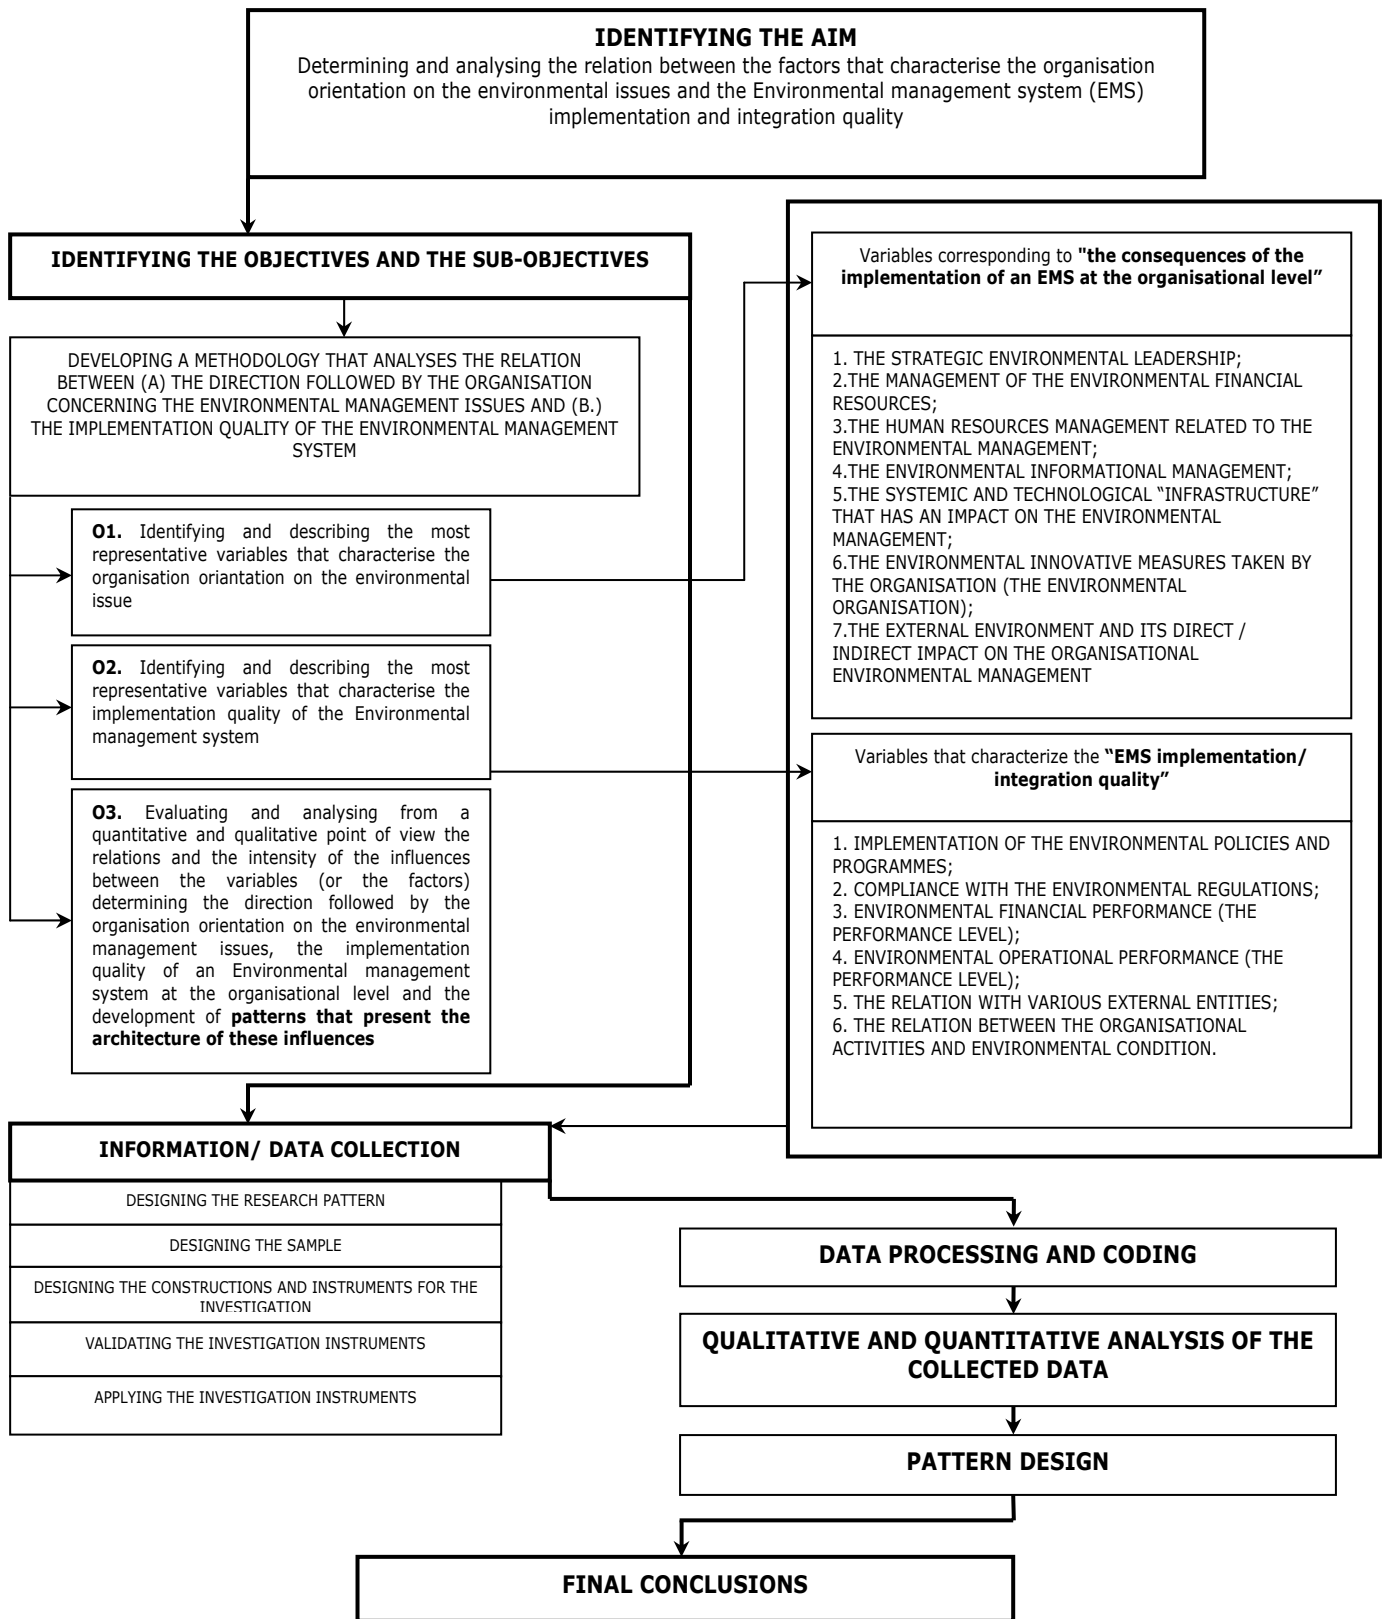 IDENTIFYING THE AIM
Determining and analysing the relation between the factors that characterise the organisation
orientation on the environmental issues and the Environmental management system (EMS)
implementation and integration quality
IDENTIFYING THE OBJECTIVES AND THE SUB-OBJECTIVES
DEVELOPING A METHODOLOGY THAT ANALYSES THE RELATION
BETWEEN (A) THE DIRECTION FOLLOWED BY THE ORGANISATION
CONCERNING THE ENVIRONMENTAL MANAGEMENT ISSUES AND (B.)
THE IMPLEMENTATION QUALITY OF THE ENVIRONMENTAL MANAGEMENT
SYSTEM
O1. Identifying and describing the most
representative variables that characterise the
organisation oriantation on the environmental
issue
O2. Identifying and describing the most
representative variables that characterise the
implementation quality of the Environmental
management system
O3. Evaluating and analysing from a
quantitative and qualitative point of view the
relations and the intensity of the influences
between the variables (or the factors)
determining the direction followed by the
organisation orientation on the environmental
management issues, the implementation
quality of an Environmental management
system at the organisational level and the
development of patterns that present the
architecture of these influences
Variables corresponding to "the consequences of the
implementation of an EMS at the organisational level”
1. THE STRATEGIC ENVIRONMENTAL LEADERSHIP;
2.THE MANAGEMENT OF THE ENVIRONMENTAL FINANCIAL
RESOURCES;
3.THE HUMAN RESOURCES MANAGEMENT RELATED TO THE
ENVIRONMENTAL MANAGEMENT;
4.THE ENVIRONMENTAL INFORMATIONAL MANAGEMENT;
5.THE SYSTEMIC AND TECHNOLOGICAL “INFRASTRUCTURE”
THAT HAS AN IMPACT ON THE ENVIRONMENTAL
MANAGEMENT;
6.THE ENVIRONMENTAL INNOVATIVE MEASURES TAKEN BY
THE ORGANISATION (THE ENVIRONMENTAL
ORGANISATION);
7.THE EXTERNAL ENVIRONMENT AND ITS DIRECT /
INDIRECT IMPACT ON THE ORGANISATIONAL
ENVIRONMENTAL MANAGEMENT
Variables that characterize the “EMS implementation/
integration quality”
1. IMPLEMENTATION OF THE ENVIRONMENTAL POLICIES AND
PROGRAMMES;
2. COMPLIANCE WITH THE ENVIRONMENTAL REGULATIONS;
3. ENVIRONMENTAL FINANCIAL PERFORMANCE (THE
PERFORMANCE LEVEL);
4. ENVIRONMENTAL OPERATIONAL PERFORMANCE (THE
PERFORMANCE LEVEL);
5. THE RELATION WITH VARIOUS EXTERNAL ENTITIES;
6. THE RELATION BETWEEN THE ORGANISATIONAL
ACTIVITIES AND ENVIRONMENTAL CONDITION.
INFORMATION/ DATA COLLECTION
DESIGNING THE RESEARCH PATTERN
DESIGNING THE SAMPLE
DESIGNING THE CONSTRUCTIONS AND INSTRUMENTS FOR THE
INVESTIGATION
VALIDATING THE INVESTIGATION INSTRUMENTS
APPLYING THE INVESTIGATION INSTRUMENTS
DATA PROCESSING AND CODING
QUALITATIVE AND QUANTITATIVE ANALYSIS OF THE
COLLECTED DATA
PATTERN DESIGN
FINAL CONCLUSIONS